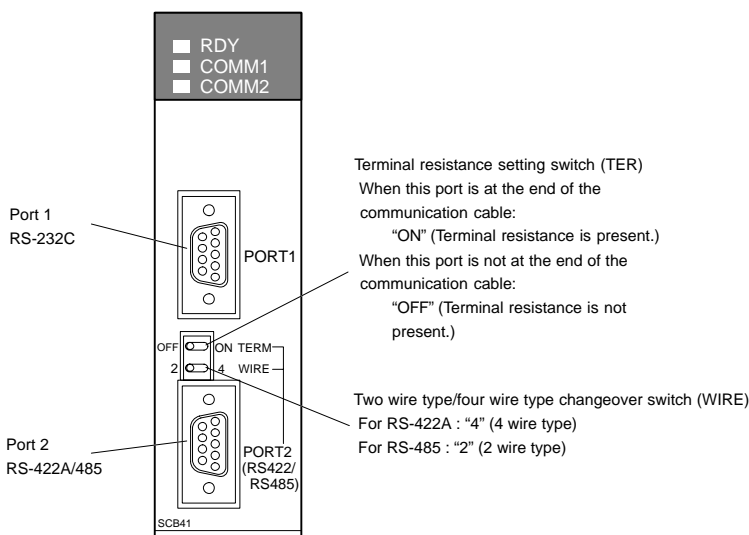 RDY
COMM1
COMM2
Port 1
RS-232C
PORT1
Terminal resistance setting switch (TER)
When this port is at the end of the
communication cable:
“ON” (Terminal resistance is present.)
When this port is not at the end of the
communication cable:
“OFF” (Terminal resistance is not
present.)
OFF ON TERM
2 4 WIRE
Two wire type/four wire type changeover switch (WIRE)
For RS-422A : “4” (4 wire type)
For RS-485 : “2” (2 wire type)
Port 2
RS-422A/485
PORT2
(RS422/
RS485)
SCB41